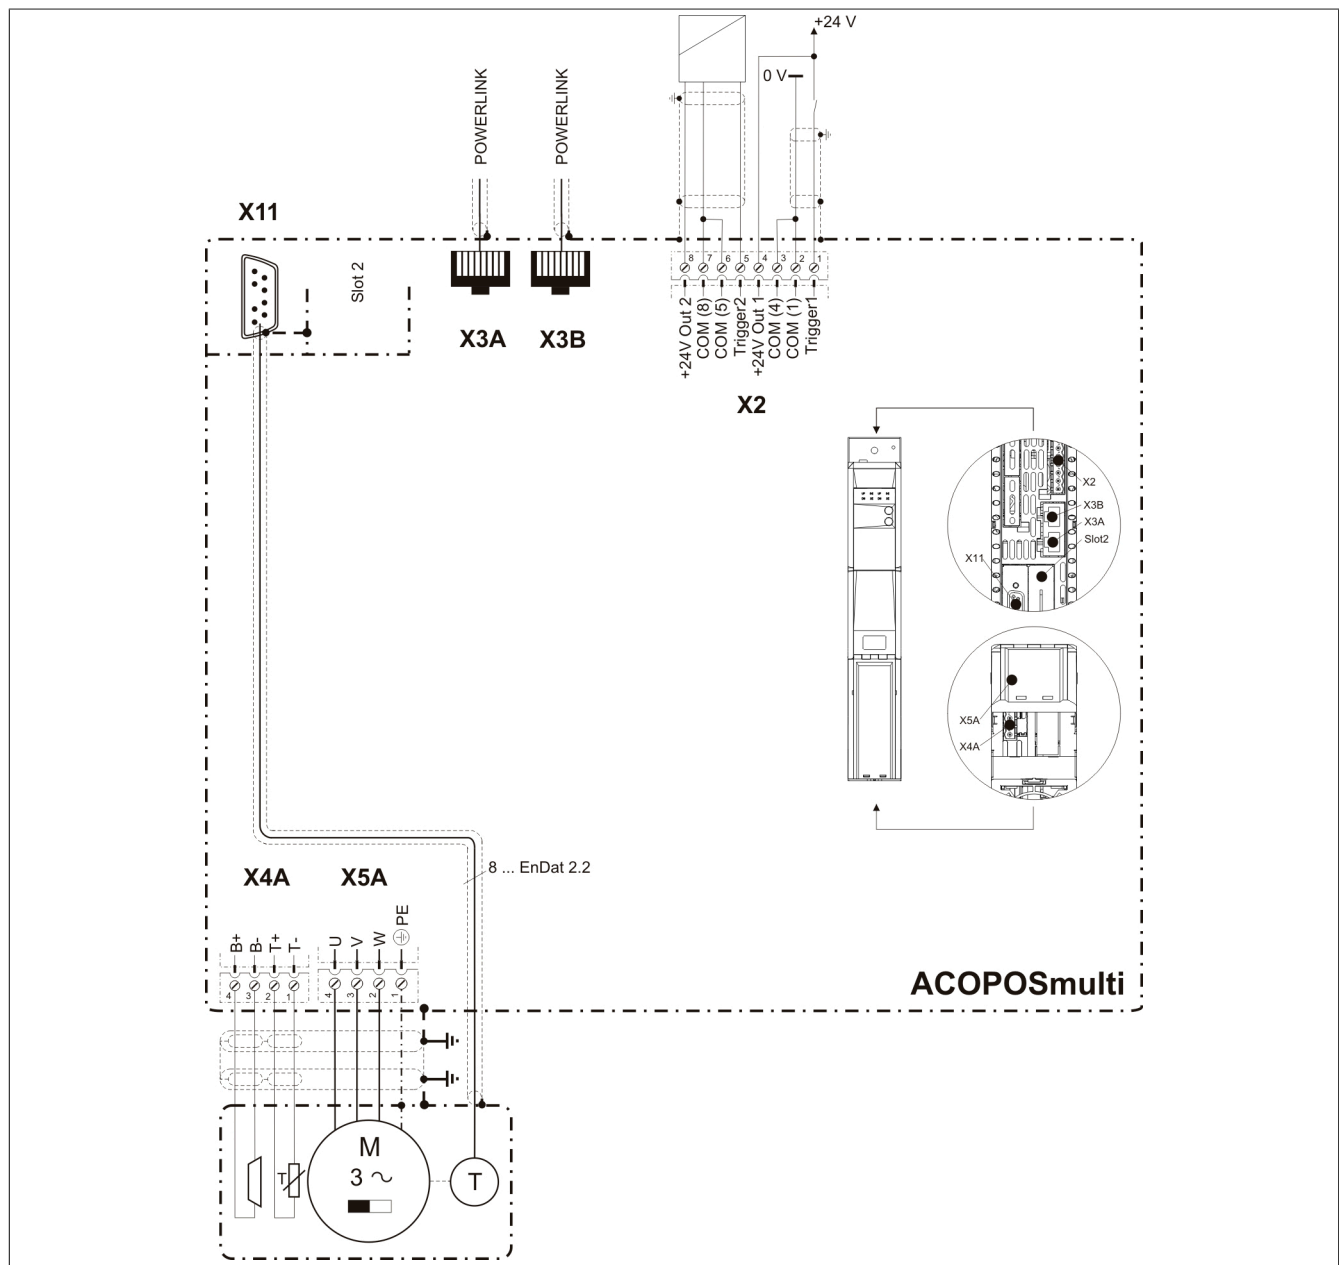 +24 V
0 V
POWERLINK
POWERLINK
X11
Slot 2
8 7 6 5 4 3 2 1
X3A
X3B
+24V Out 2
COM (8)
COM (5)
Trigger2
+24V Out 1
COM (4)
COM (1)
Trigger1
X2
X2
X3B
X3A
Slot2
X11
X5A
X4A
8 ... EnDat 2.2
X4A
X5A
B+
B-
T+
T-
U
V
W
PE
4 3 2 1
4 3 2 1
ACOPOSmulti
M
3 ~
T
T